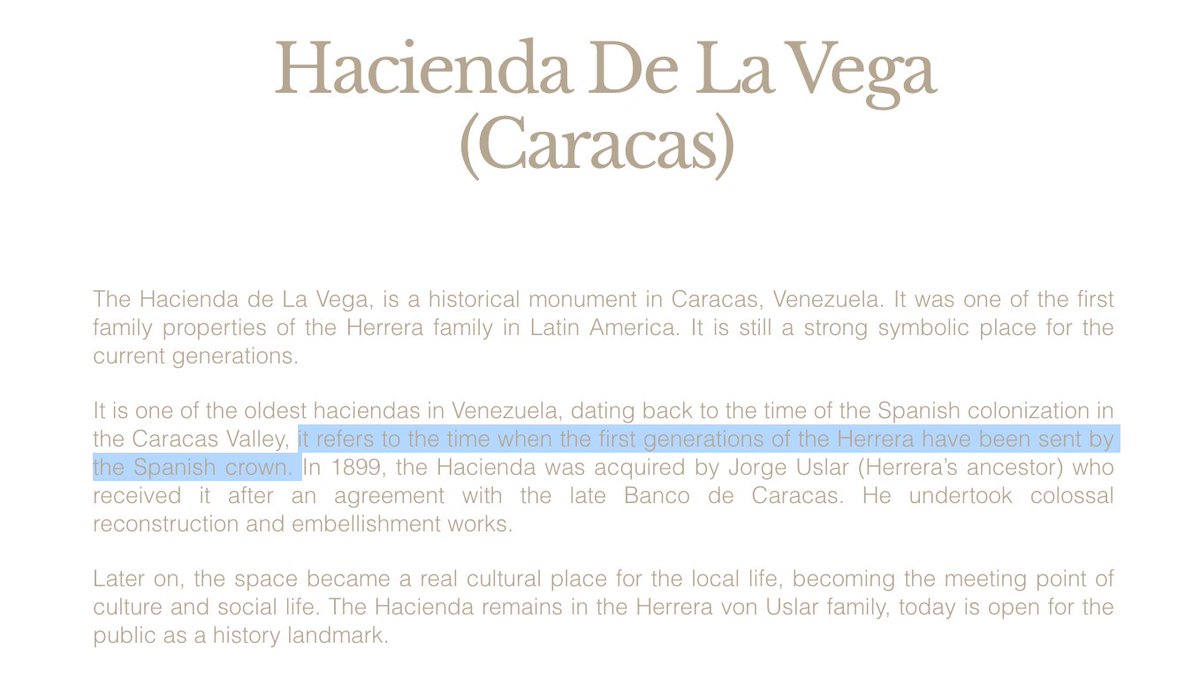 Hacienda De La Vega
(Caracas)
The Hacienda de La Vega, is a historical monument in Caracas, Venezuela. It was one of the first
family properties of the Herrera family in Latin America. It is still a strong symbolic place for the
current generations.
It is one of the oldest haciendas in Venezuela, dating back to the time of the Spanish colonization in
the Caracas Valley, it refers to the time when the first generations of the Herrera have been sent by
the Spanish crown. In 1899, the Hacienda was acquired by Jorge Uslar (Herrera’s ancestor) who
received it after an agreement with the late Banco de Caracas. He undertook colossal
reconstruction and embellishment works.
Later on, the space became a real cultural place for the local life, becoming the meeting point of
culture and social life. The Hacienda remains in the Herrera von Uslar family, today is open for the
public as a history landmark.